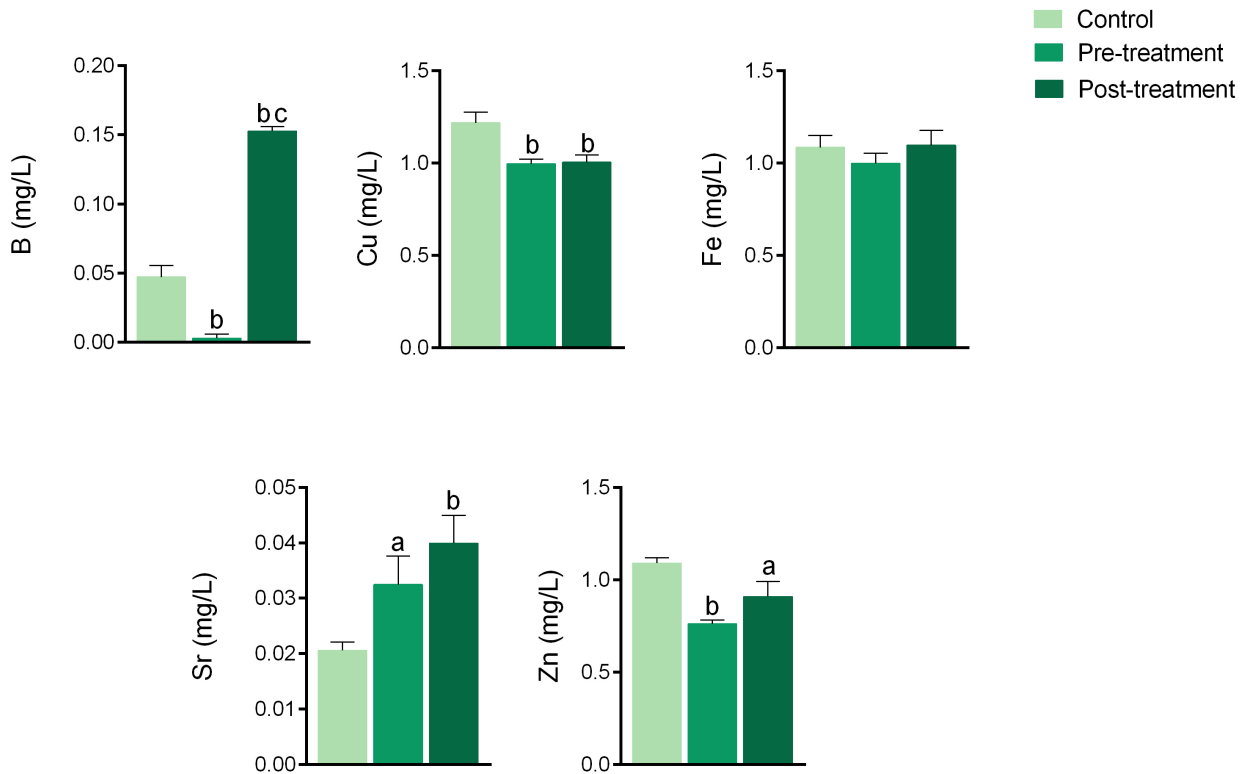 Control
Pre-treatment
Post-treatment
B (mg/L)
0.20
0.15
0.10
0.05
0.00
b
bc
Cu (mg/L)
1.5
1.0
0.5
0.0
b
b
Fe (mg/L)
1.5
1.0
0.5
0.0
Sr (mg/L)
0.05
0.04
0.03
0.02
0.01
0.00
a
b
Zn (mg/L)
1.5
1.0
0.5
0.0
b
a